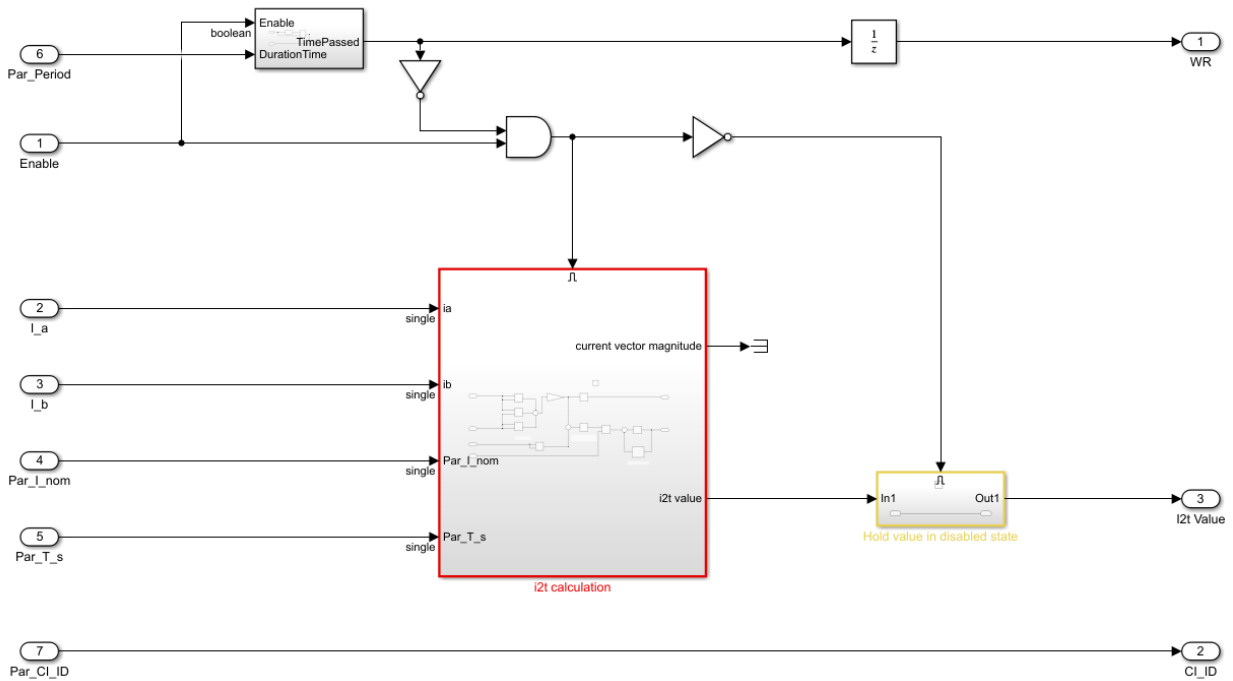 Enable
boolean
TimePassed
DurationTime
6
Par_Period
1
z
1
WR
1
Enable
2
I_a
ia
single
current vector magnitude
3
I_b
ib
single
4
Par_I_nom
Par_I_nom
single
i2t value
In1
Out1
3
I2t Value
Hold value in disabled state
5
Par_T_s
Par_T_s
single
i2t calculation
7
Par_CI_ID
2
CI_ID